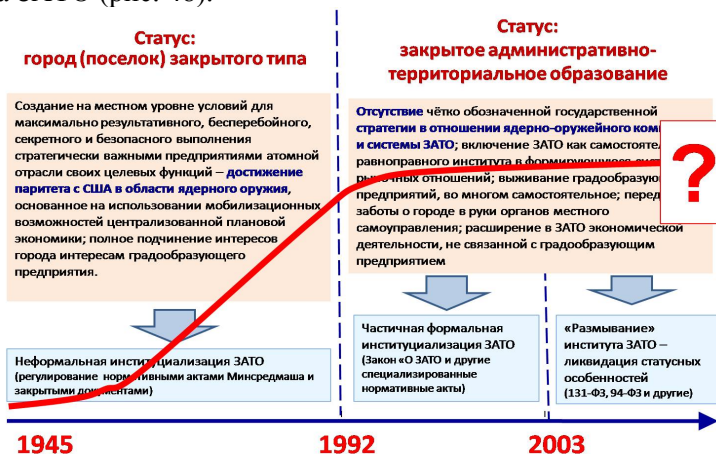 (рис.
Статус:
город (поселок) закрытого типа
Создание на местном уровне условий для
максимально результативного, бесперебойного,
секретного и безопасного выполнения
стратегически важными предприятиями атомной
отрасли своих целевых функций – достижение
паритета с США в области ядерного оружия,
основанное на использовании мобилизационных
возможностей централизованной плановой
экономики; полное подчинение интересов
города интересам градообразующего
предприятия.
Неформальная институциализация ЗАТО
(регулирование нормативными актами Минсредмаша и
закрытыми документами)
Статус:
закрытое административно-
территориальное образование
Отсутствие чётко обозначенной государственной
стратегии в отношении ядерно-оружейного
и системы ЗАТО; включение ЗАТО как самостоятел
равноправного института в формирующуюся
рыночных отношений; выживание градообразую
предприятий, во многом самостоятельное; перед
заботы о городе в руки органов местного
самоуправления; расширение в ЗАТО экономической
деятельности, не связанной с градообразующим
предприятием
?
Частичная формальная
институциализация ЗАТО
(Закон «О ЗАТО и другие
специализированные
нормативные акты)
«Размывание»
института ЗАТО –
ликвидация статусных
особенностей
(131-ФЗ, 94-ФЗ и другие)
1945
1992
2003